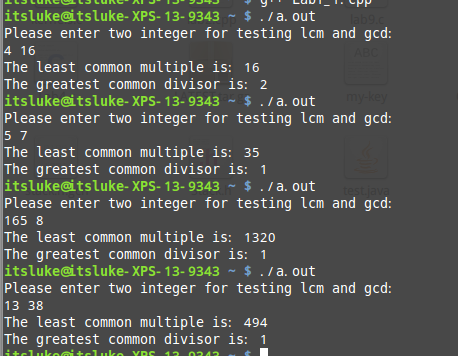 itsluke@itsluke-XPS-13-9343 ~ $ g++ Lab1_1.cpp
itsluke@itsluke-XPS-13-9343 ~ $ ./a.out
Please enter two integer for testing lcm and gcd:
4 16
The least common multiple is: 16
The greatest common divisor is: 2
itsluke@itsluke-XPS-13-9343 ~ $ ./a.out
Please enter two integer for testing lcm and gcd:
5 7
The least common multiple is: 35
The greatest common divisor is: 1
itsluke@itsluke-XPS-13-9343 ~ $ ./a.out
Please enter two integer for testing lcm and gcd:
165 8
The least common multiple is: 1320
The greatest common divisor is: 1
itsluke@itsluke-XPS-13-9343 ~ $ ./a.out
Please enter two integer for testing lcm and gcd:
13 38
The least common multiple is: 494
The greatest common divisor is: 1
itsluke@itsluke-XPS-13-9343 ~ $
lab9.c
ABC
my-key
test.java